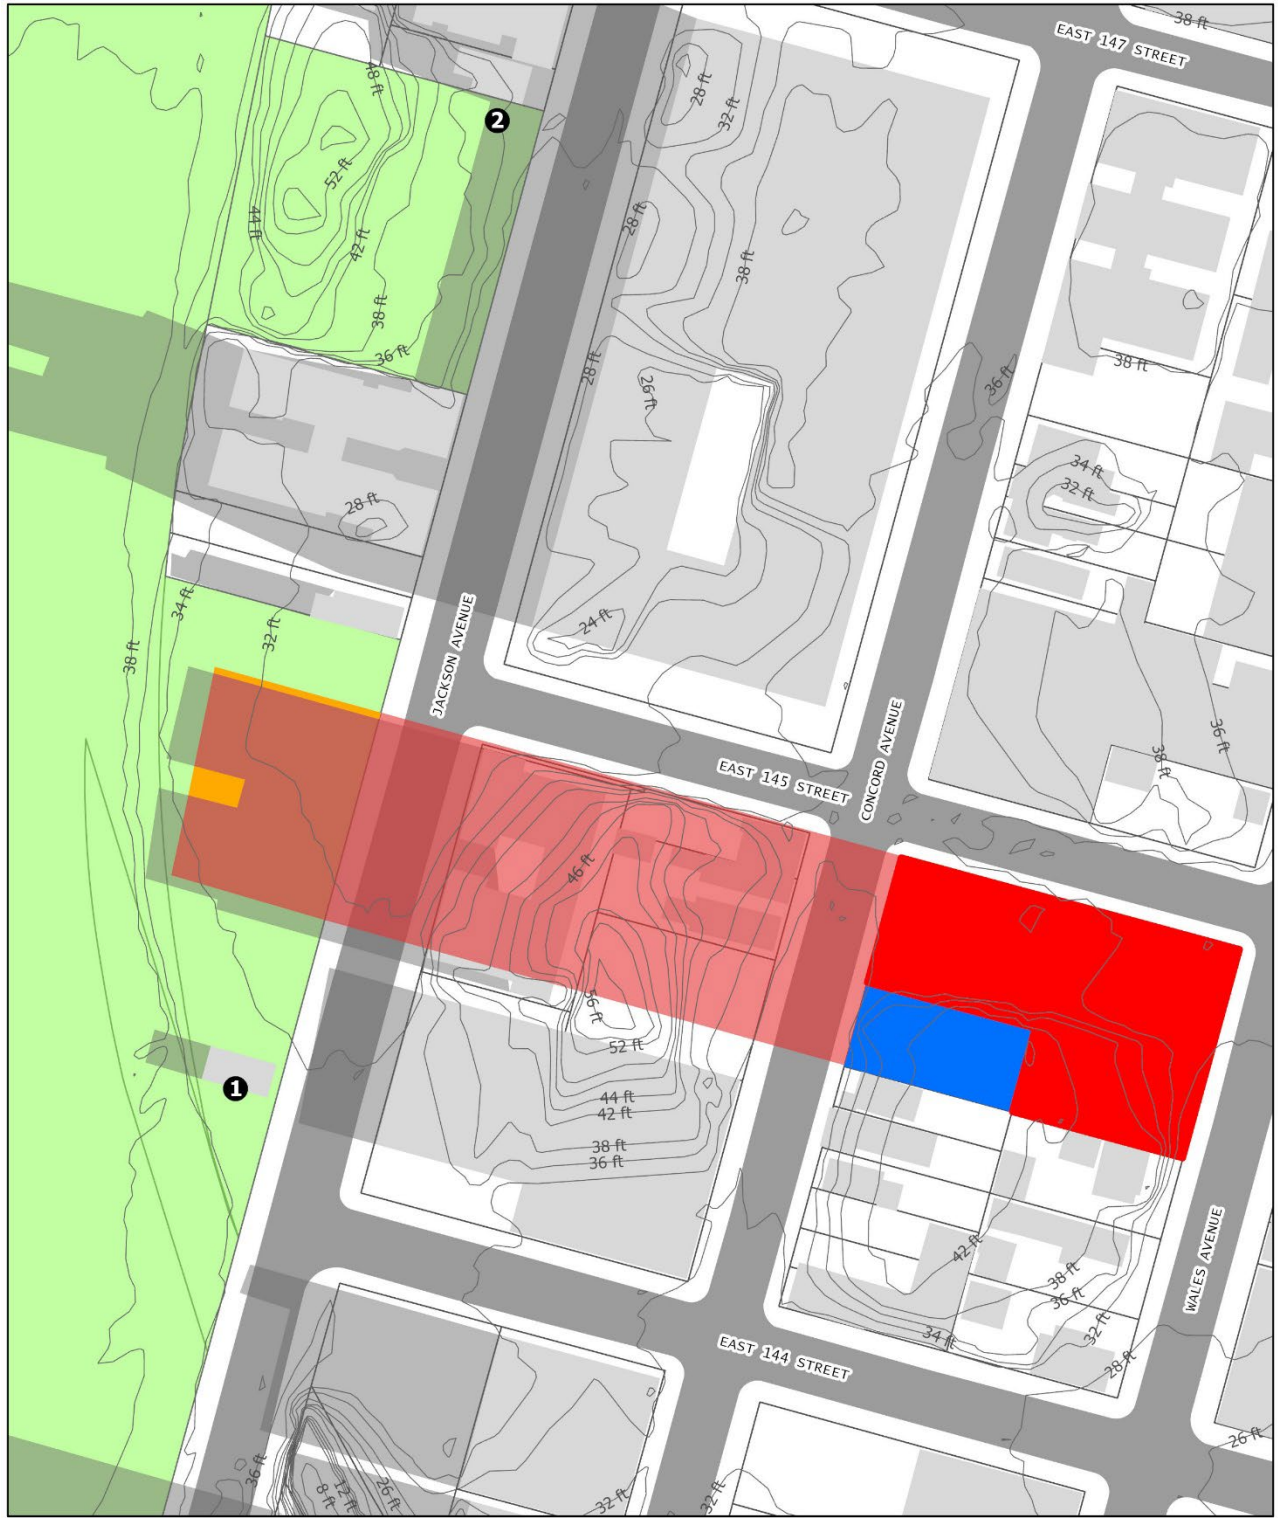 38 ft
EAST 147 STREET
48 ft
28 ft
32 ft
2
52 ft
44 ft
42 ft
28 ft
38 ft
38 ft
36 ft
28 ft
26 ft
36 ft
38 ft
34 ft
32 ft
28 ft
34 ft
32 ft
38 ft
24 ft
JACKSON AVENUE
CONCORD AVENUE
EAST 145 STREET
36 ft
38 ft
46 ft
56 ft
52 ft
1
44 ft
42 ft
38 ft
36 ft
42 ft
38 ft
36 ft
32 ft
34 ft
28 ft
WALES AVENUE
EAST 144 STREET
26 ft
36 ft
8 ft
12 ft
26 ft
32 ft
32 ft